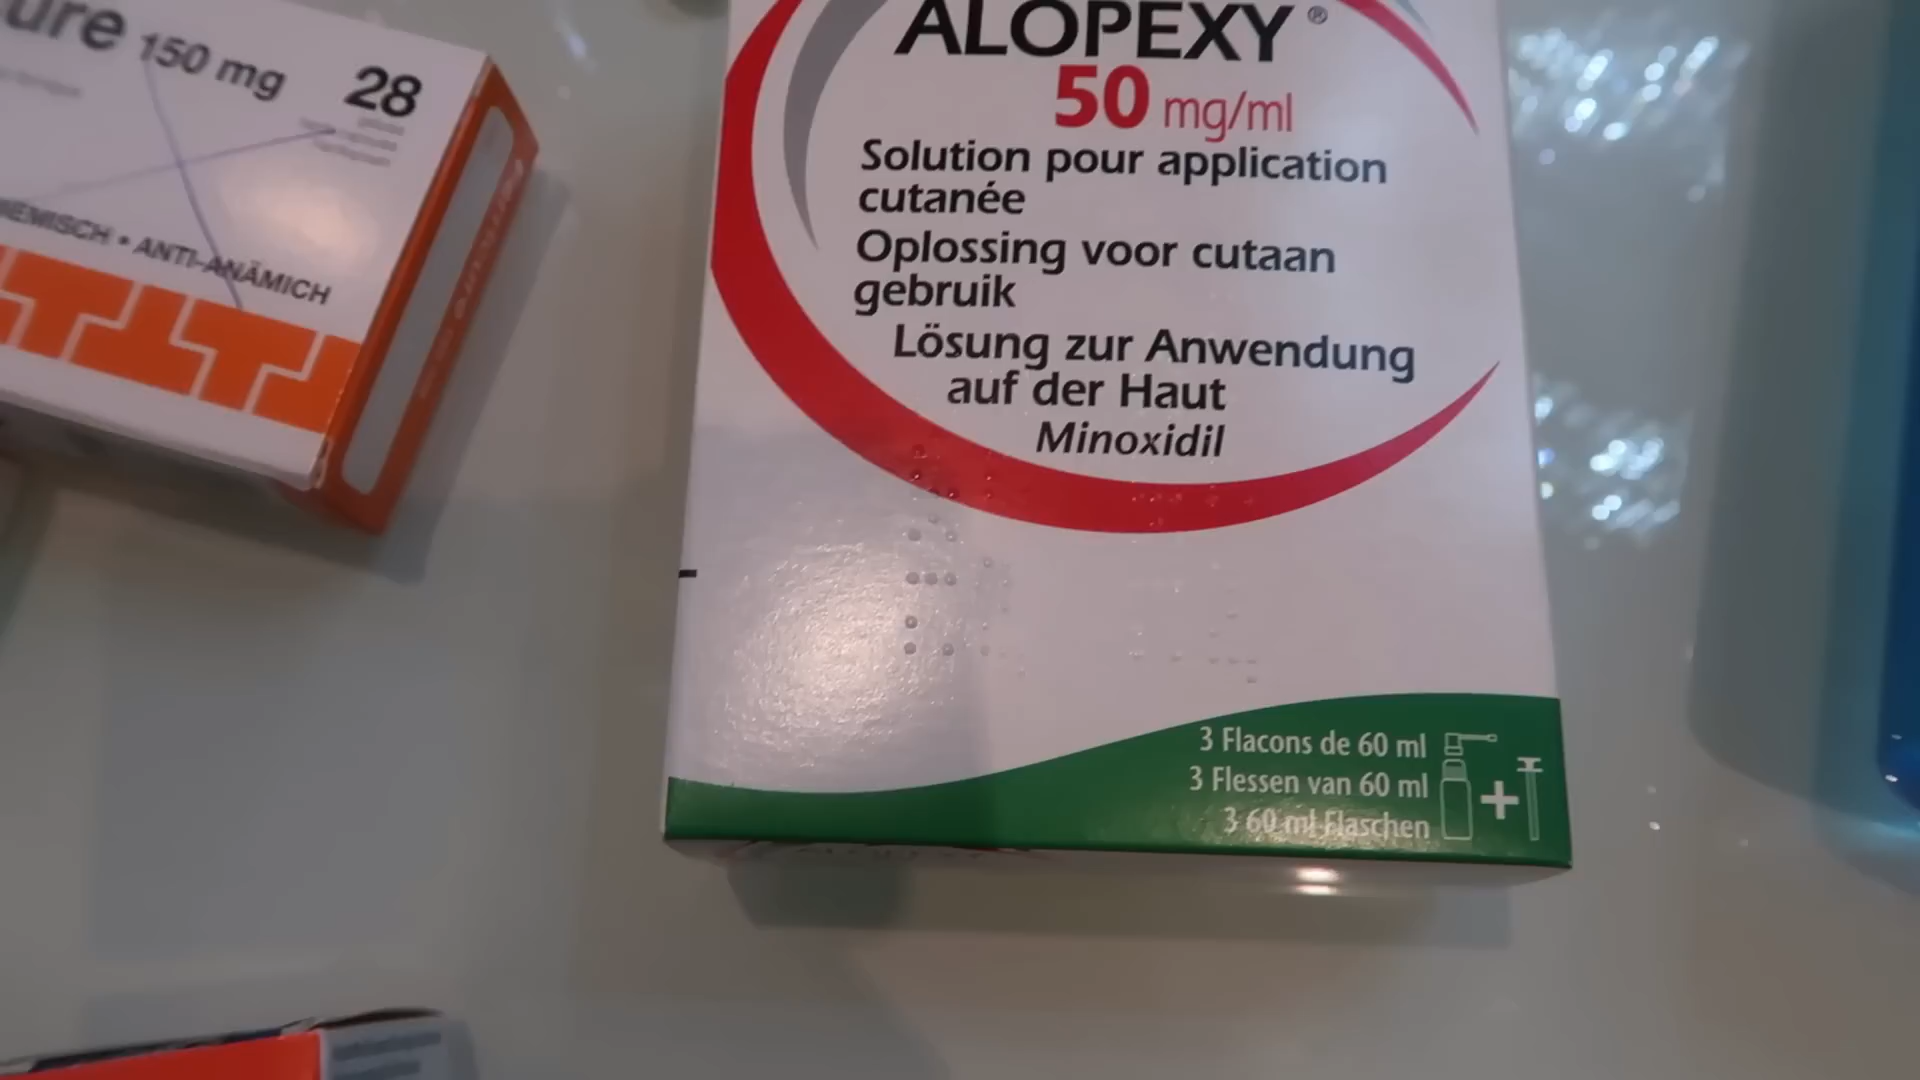 ure 150 mg 28
HEMISCH • ANTI-ANÄMICH
ALOPEXY®
50 mg/ml
Solution pour application
cutanée
Oplossing voor cutaan
gebruik
Lösung zur Anwendung
auf der Haut
Minoxidil
3 Flacons de 60 ml
3 Flessen van 60 ml
3 60 ml Flaschen